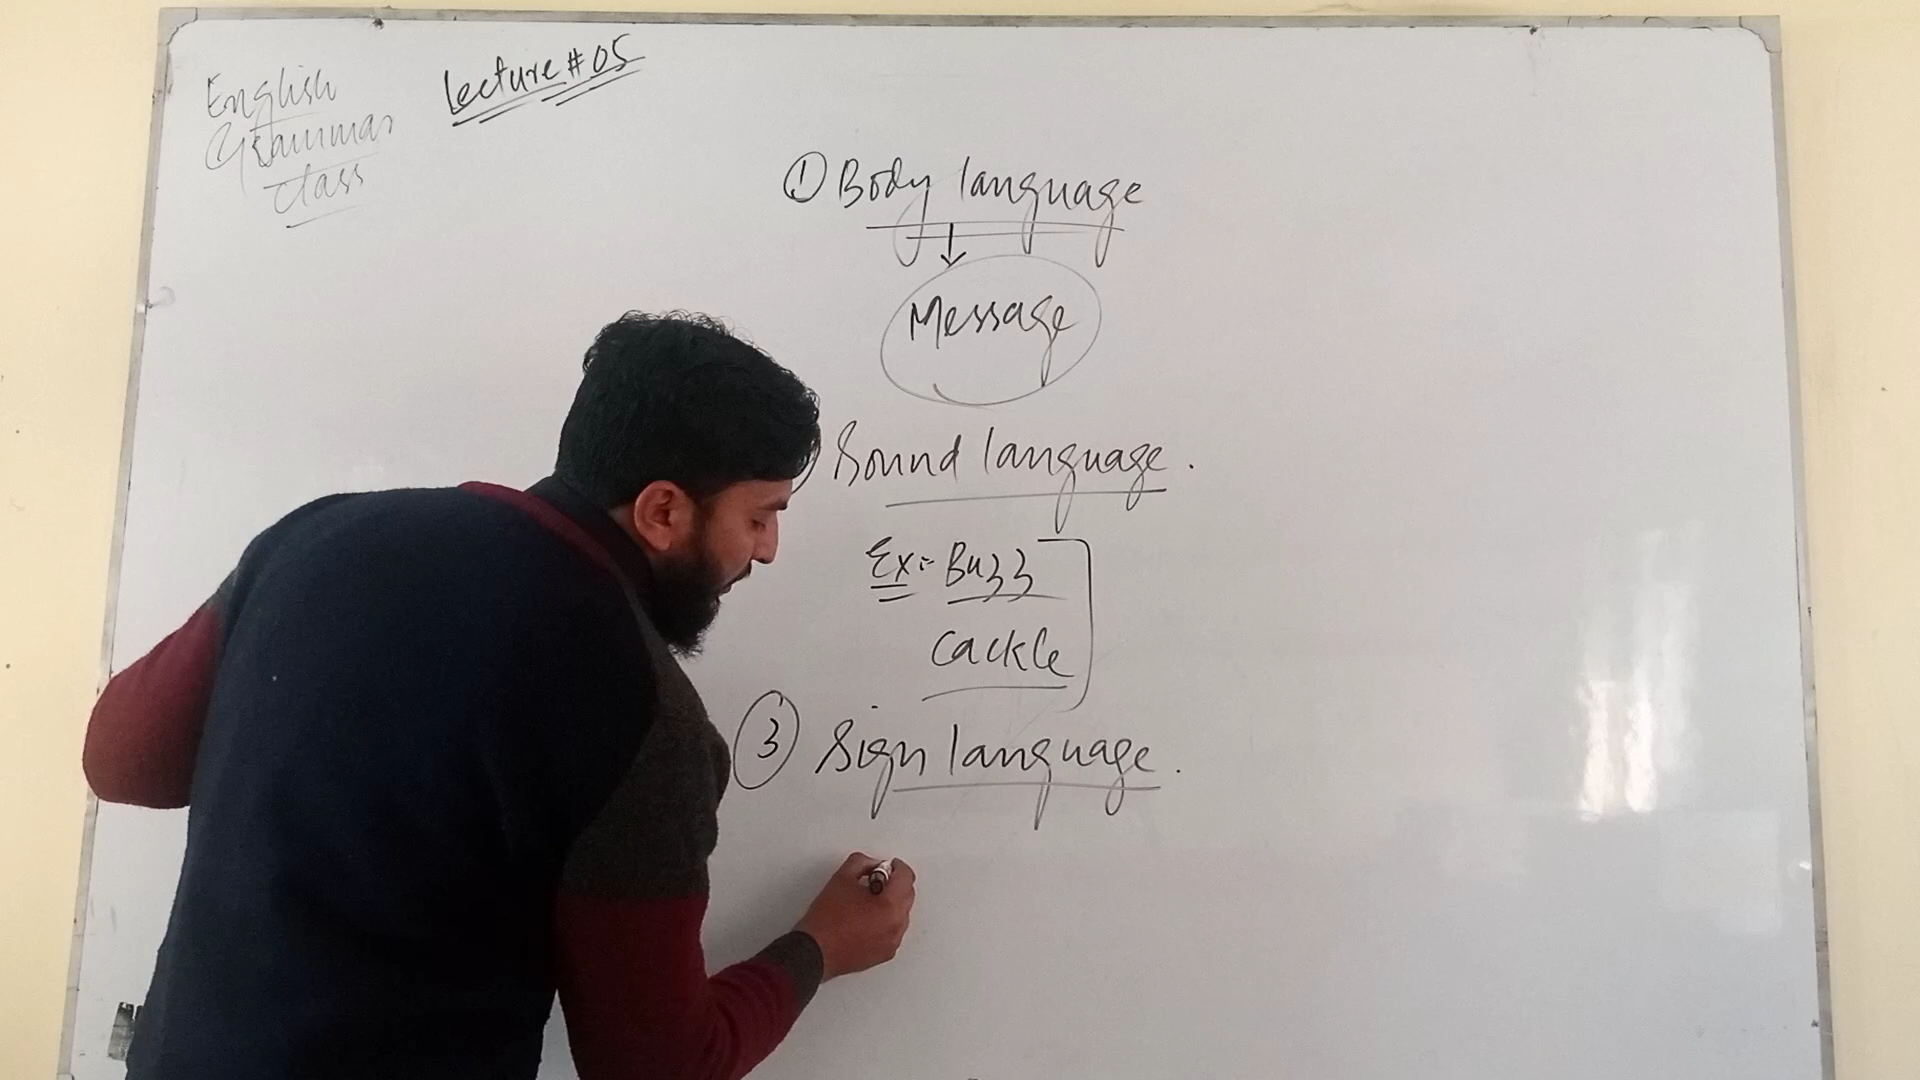 English
Grammar
class
Lecture # 05
① Body language
↓
Message
) Sound language.
Ex:- Buzz
Cackle
③ Sign language.